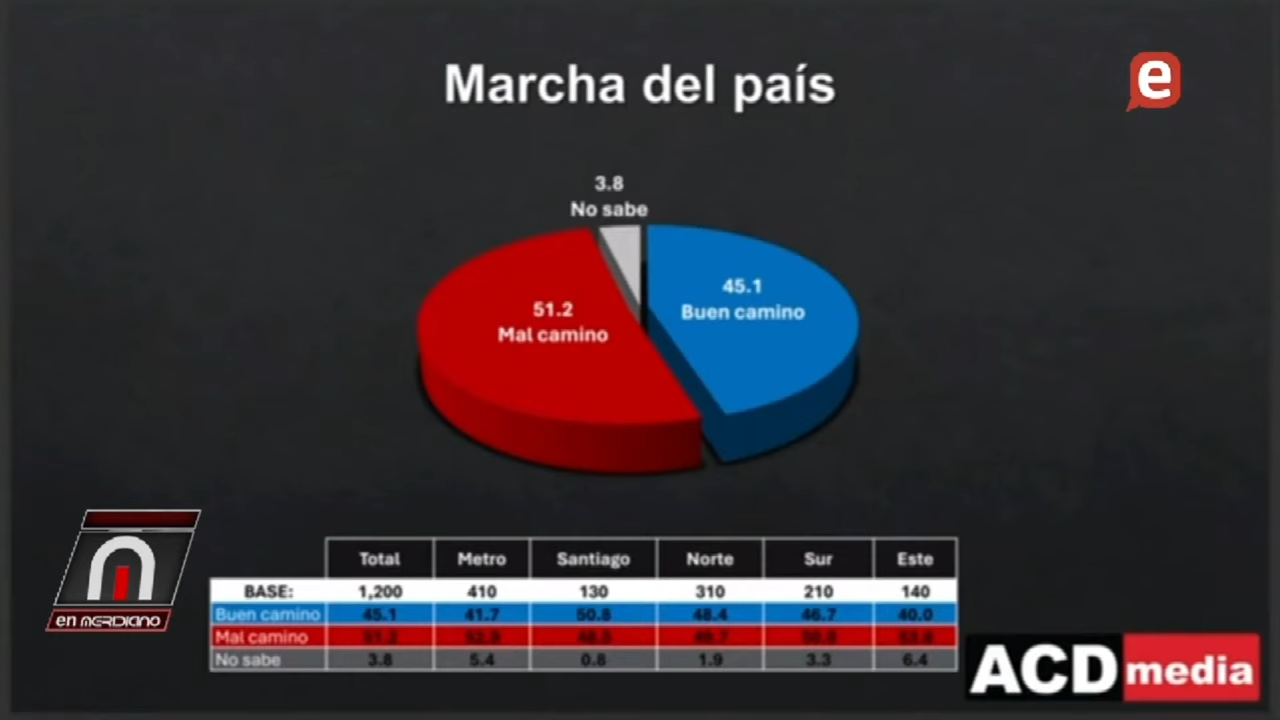 Marcha del país
e
3.8
No sabe
45.1
Buen camino
51.2
Mal camino
Total Metro Santiago Norte Sur Este
BASE: 1,200 410 130 310 210 140
Buen camino 45.1 41.7 50.8 48.4 46.7 40.0
Mal camino 51.2
No sabe 3.8 5.4 0.8 1.9 3.3 6.4
en MERIDIANO
ACD media